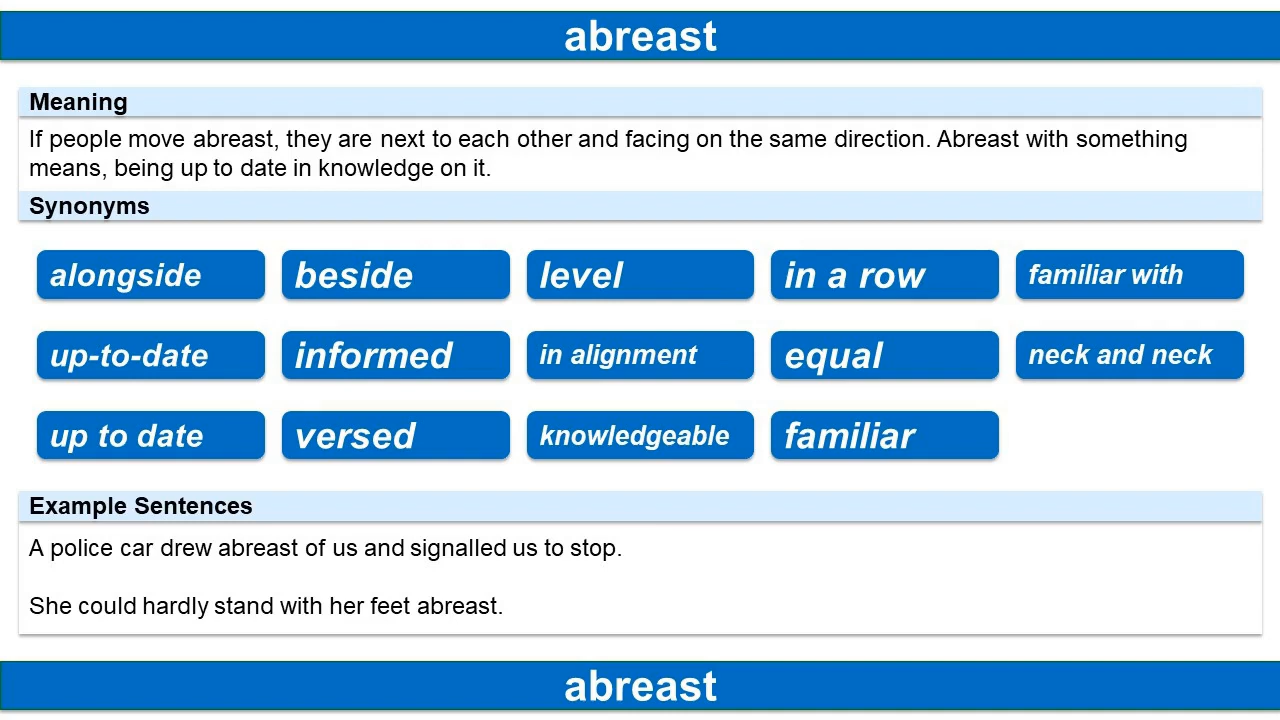 abreast
Meaning
If people move abreast, they are next to each other and facing on the same direction. Abreast with something
means, being up to date in knowledge on it.
Synonyms
alongside beside level in a row familiar with
up-to-date informed in alignment equal neck and neck
up to date versed knowledgeable familiar
Example Sentences
A police car drew abreast of us and signalled us to stop.
She could hardly stand with her feet abreast.
abreast